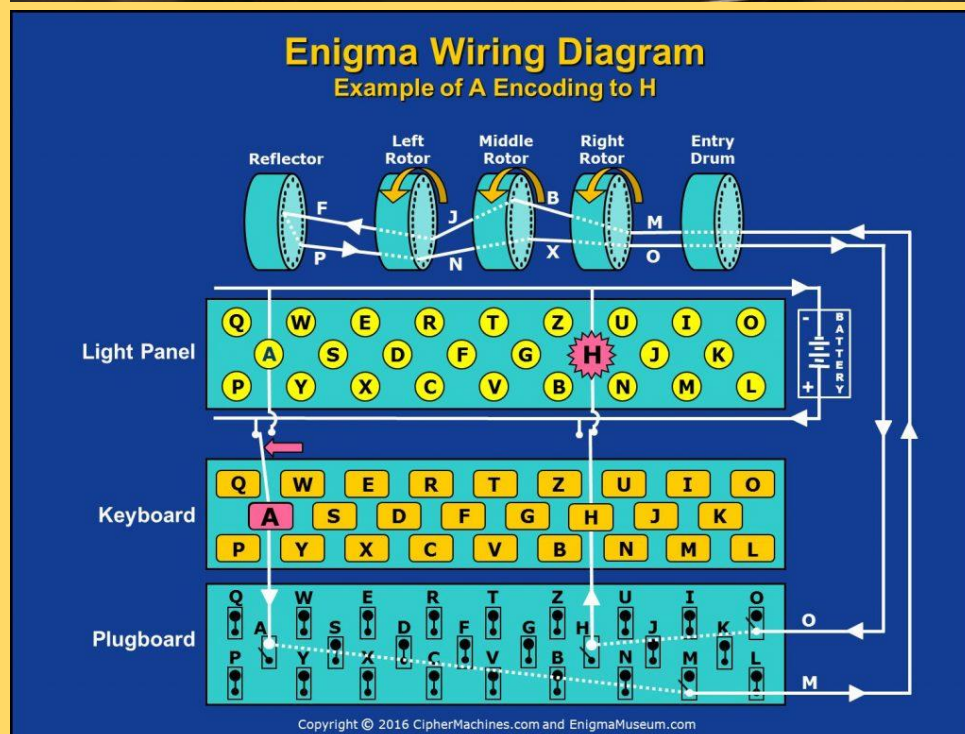 Enigma Wiring Diagram
Example of A Encoding to H
Reflector
Left
Rotor
Middle
Rotor
Right
Rotor
Entry
Drum
F J B M
P N X O
Light Panel
Q W E R T Z U I O
A S D F G H J K
P Y X C V B N M L
- BATTERY +
Keyboard
Q W E R T Z U I O
A S D F G H J K
P Y X C V B N M L
Plugboard
Q W E R T Z U I O
A S D F G H J K
P Y X C V B N M L
O
M
Copyright © 2016 CipherMachines.com and EnigmaMuseum.com